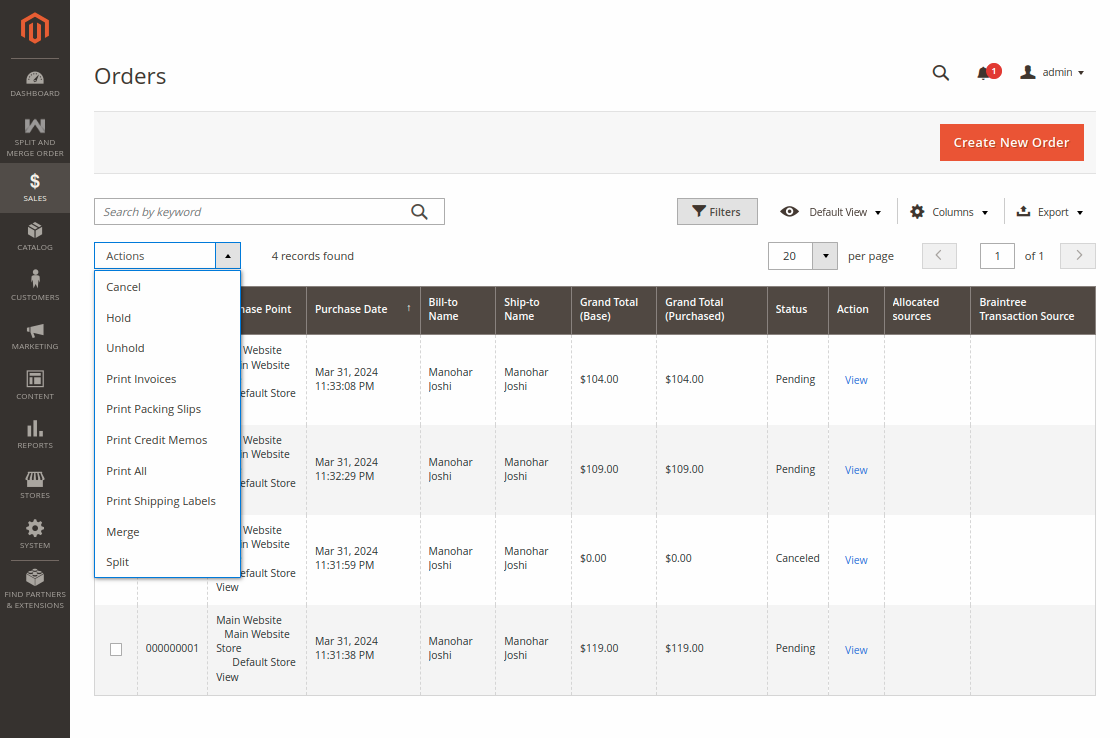 Orders
1
admin
DASHBOARD
SPLIT AND
MERGE ORDER
SALES
CATALOG
CUSTOMERS
MARKETING
CONTENT
REPORTS
STORES
SYSTEM
FIND PARTNERS
& EXTENSIONS
Create New Order
Search by keyword
Filters
Default View
Columns
Export
Actions
4 records found
20
per page
1
of 1
Cancel
Hold
Unhold
Print Invoices
Print Packing Slips
Print Credit Memos
Print All
Print Shipping Labels
Merge
Split
Point
Purchase Date ↑
Bill-to
Name
Ship-to
Name
Grand Total
(Base)
Grand Total
(Purchased)
Status
Action
Allocated
sources
Braintree
Transaction Source
Website
Website
Store
Mar 31, 2024
11:33:08 PM
Manohar
Joshi
Manohar
Joshi
$104.00
$104.00
Pending
View
Website
Website
Store
Mar 31, 2024
11:32:29 PM
Manohar
Joshi
Manohar
Joshi
$109.00
$109.00
Pending
View
Website
Website
Store
View
Mar 31, 2024
11:31:59 PM
Manohar
Joshi
Manohar
Joshi
$0.00
$0.00
Canceled
View
000000001
Main Website
Main Website
Store
Default Store
View
Mar 31, 2024
11:31:38 PM
Manohar
Joshi
Manohar
Joshi
$119.00
$119.00
Pending
View